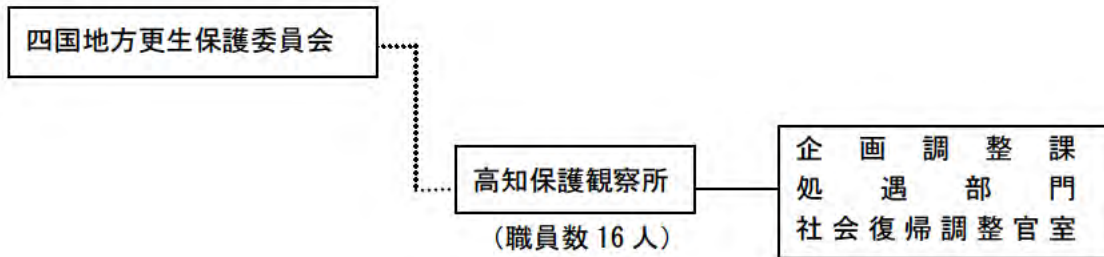 四国地方更生保護委員会
高知保護観察所
(職員数 16 人)
企画調整課
処遇部門
社会復帰調整官室